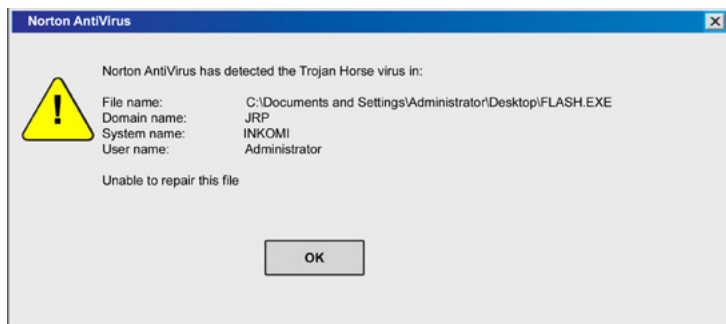 Norton AntiVirus
Norton AntiVirus has detected the Trojan Horse virus in:
File name: C:\Documents and Settings\Administrator\Desktop\FLASH.EXE
Domain name: JRP
System name: INKOMI
User name: Administrator
Unable to repair this file
OK